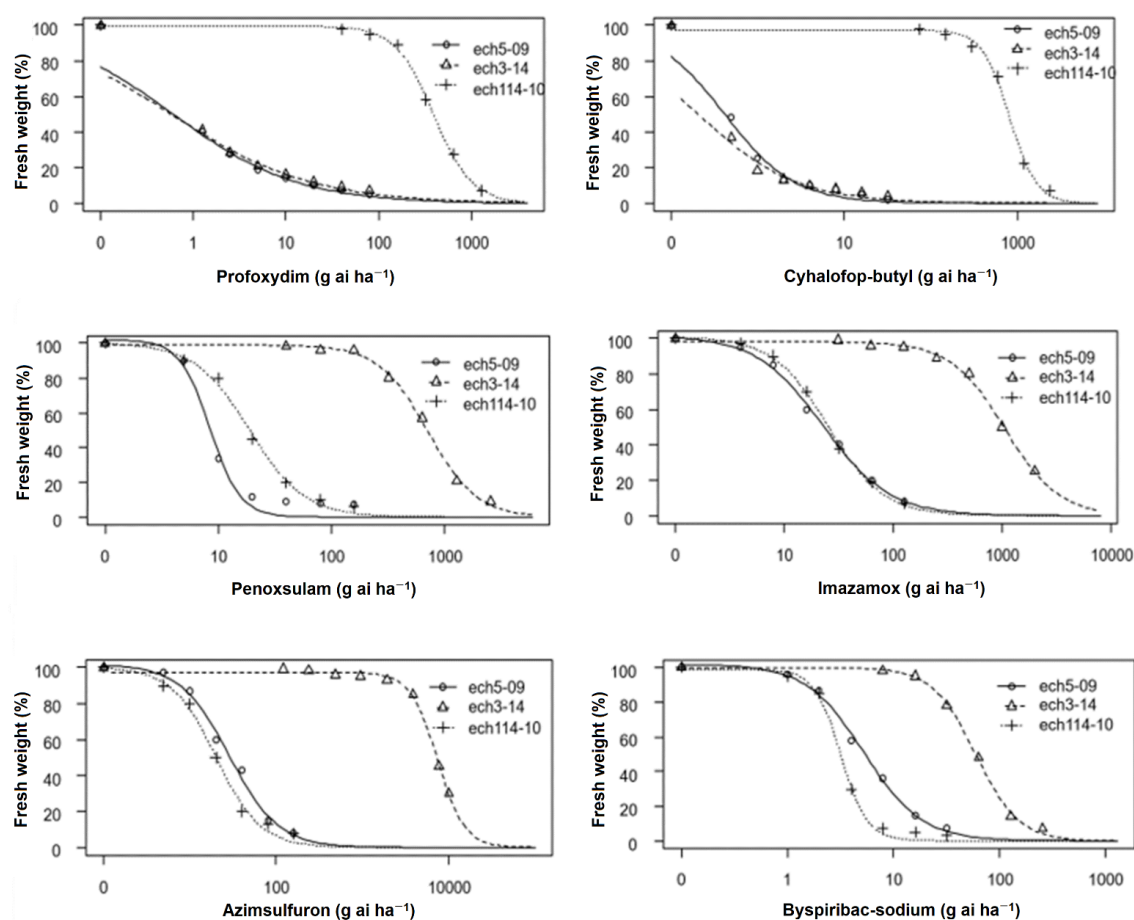 Fresh weight (%)
100
80
60
40
20
0
ech5-09
ech3-14
ech114-10
0 1 10 100 1000
Profoxydim (g ai ha⁻¹)
Fresh weight (%)
100
80
60
40
20
0
ech5-09
ech3-14
ech114-10
0 10 1000
Cyhalofop-butyl (g ai ha⁻¹)
Fresh weight (%)
100
80
60
40
20
0
ech5-09
ech3-14
ech114-10
0 10 100 1000
Penoxsulam (g ai ha⁻¹)
Fresh weight (%)
100
80
60
40
20
0
ech5-09
ech3-14
ech114-10
0 10 100 1000 10000
Imazamox (g ai ha⁻¹)
Fresh weight (%)
100
80
60
40
20
0
ech5-09
ech3-14
ech114-10
0 100 10000
Azimsulfuron (g ai ha⁻¹)
Fresh weight (%)
100
80
60
40
20
0
ech5-09
ech3-14
ech114-10
0 1 10 100 1000
Byspiribac-sodium (g ai ha⁻¹)